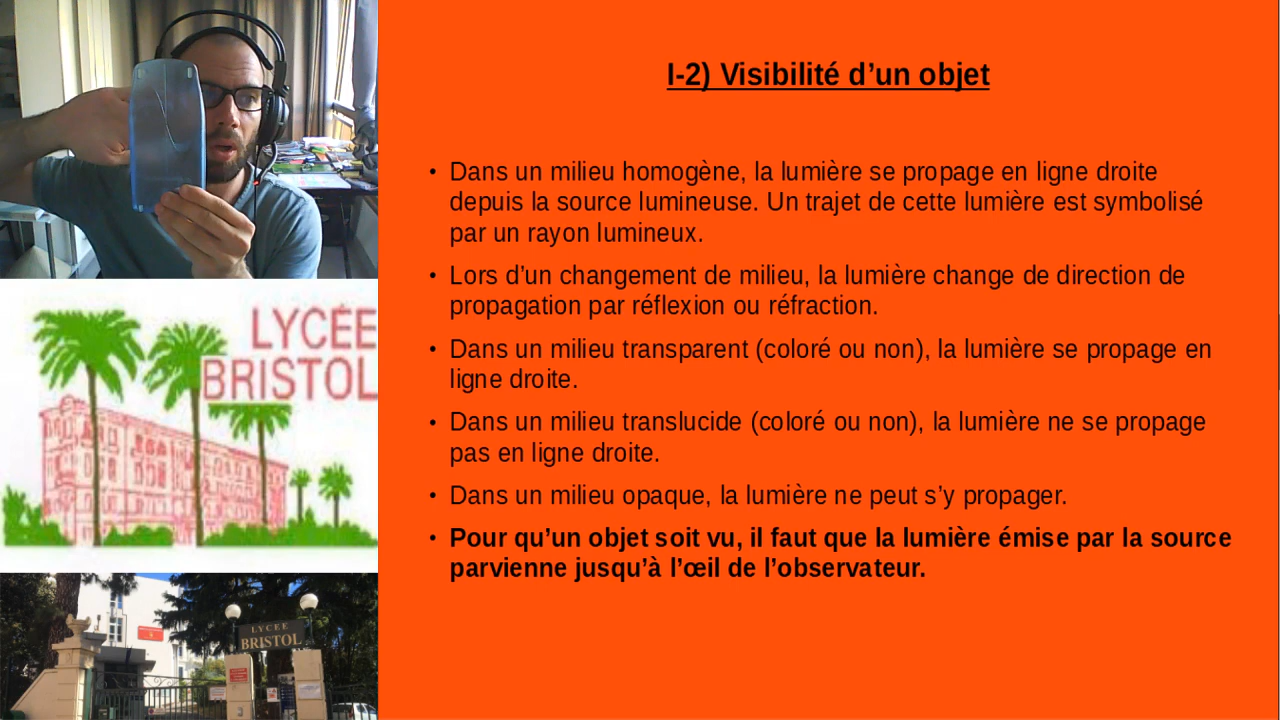 I-2) Visibilité d’un objet
• Dans un milieu homogène, la lumière se propage en ligne droite
depuis la source lumineuse. Un trajet de cette lumière est symbolisé
par un rayon lumineux.
• Lors d’un changement de milieu, la lumière change de direction de
propagation par réflexion ou réfraction.
• Dans un milieu transparent (coloré ou non), la lumière se propage en
ligne droite.
• Dans un milieu translucide (coloré ou non), la lumière ne se propage
pas en ligne droite.
• Dans un milieu opaque, la lumière ne peut s’y propager.
• Pour qu’un objet soit vu, il faut que la lumière émise par la source
parvienne jusqu’à l’œil de l’observateur.
LYCÉE
BRISTOL
LYCEE
BRISTOL